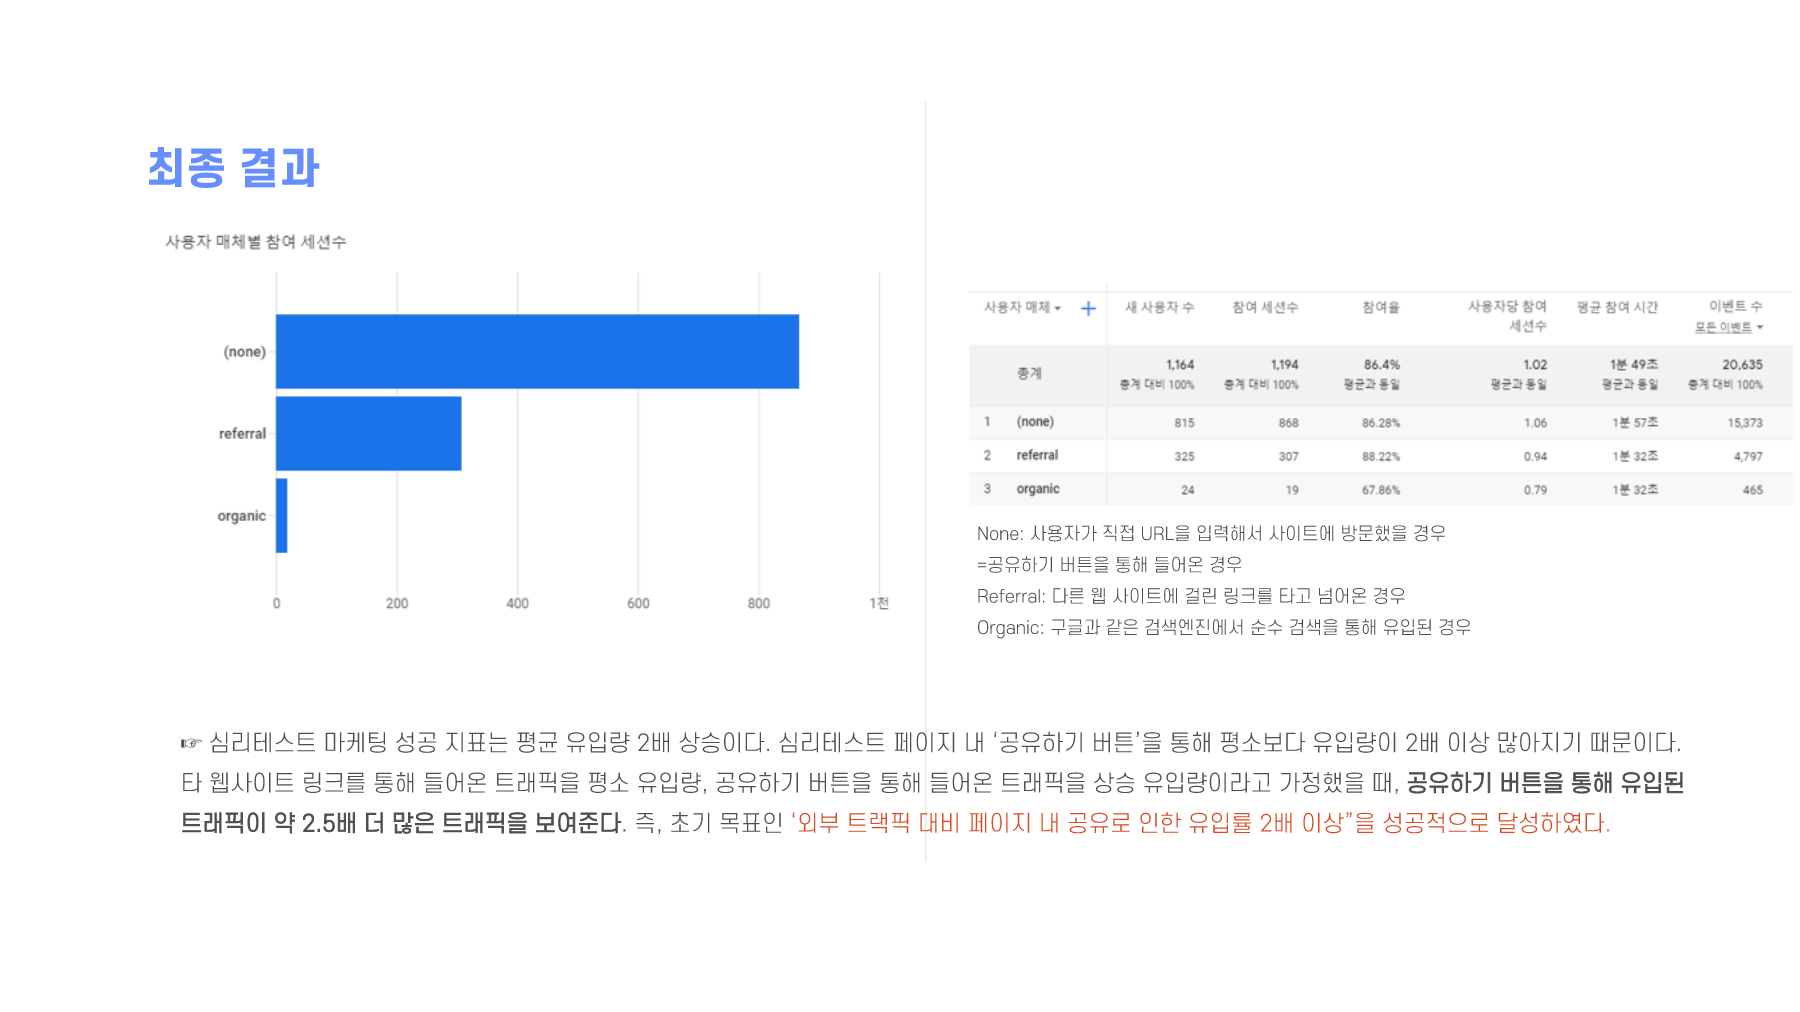 최종 결과
사용자 매체별 참여 세션수
(none)
referral
organic
0 200 400 600 800 1천
사용자 매체 + 새 사용자 수 참여 세션수 참여율 사용자당 참여 세션수 평균 참여 시간 이벤트 수
모든 이벤트
총계 1,164 1,194 86.4% 1.02 1분 49초 20,635
총계 대비 100% 총계 대비 100% 평균과 동일 평균과 동일 평균과 동일 총계 대비 100%
1 (none) 815 868 86.28% 1.06 1분 57초 15,373
2 referral 325 307 88.22% 0.94 1분 32초 4,797
3 organic 24 19 67.86% 0.79 1분 32초 465
None: 사용자가 직접 URL을 입력해서 사이트에 방문했을 경우
=공유하기 버튼을 통해 들어온 경우
Referral: 다른 웹 사이트에 걸린 링크를 타고 넘어온 경우
Organic: 구글과 같은 검색엔진에서 순수 검색을 통해 유입된 경우
☞ 심리테스트 마케팅 성공 지표는 평균 유입량 2배 상승이다. 심리테스트 페이지 내 ‘공유하기 버튼’을 통해 평소보다 유입량이 2배 이상 많아지기 때문이다.
타 웹사이트 링크를 통해 들어온 트래픽을 평소 유입량, 공유하기 버튼을 통해 들어온 트래픽을 상승 유입량이라고 가정했을 때, 공유하기 버튼을 통해 유입된
트래픽이 약 2.5배 더 많은 트래픽을 보여준다. 즉, 초기 목표인 ‘외부 트랙픽 대비 페이지 내 공유로 인한 유입률 2배 이상”을 성공적으로 달성하였다.